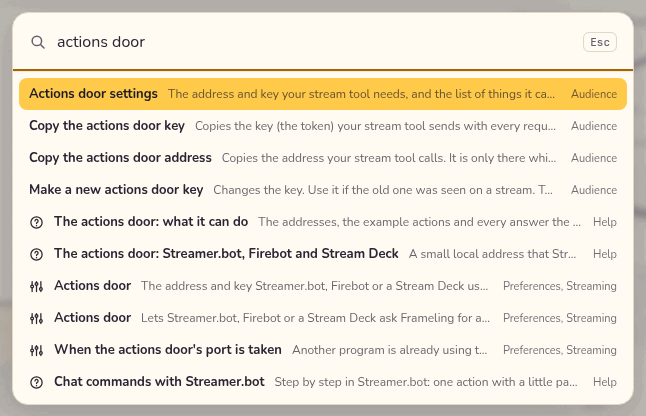 actions door Esc
Actions door settings The address and key your stream tool needs, and the list of things it ca... Audience
Copy the actions door key Copies the key (the token) your stream tool sends with every requ... Audience
Copy the actions door address Copies the address your stream tool calls. It is only there whi... Audience
Make a new actions door key Changes the key. Use it if the old one was seen on a stream. T... Audience
The actions door: what it can do The addresses, the example actions and every answer the ... Help
The actions door: Streamer.bot, Firebot and Stream Deck A small local address that Str... Help
Actions door The address and key Streamer.bot, Firebot or a Stream Deck us... Preferences, Streaming
Actions door Lets Streamer.bot, Firebot or a Stream Deck ask Frameling for a... Preferences, Streaming
When the actions door's port is taken Another program is already using t... Preferences, Streaming
Chat commands with Streamer.bot Step by step in Streamer.bot: one action with a little pa... Help